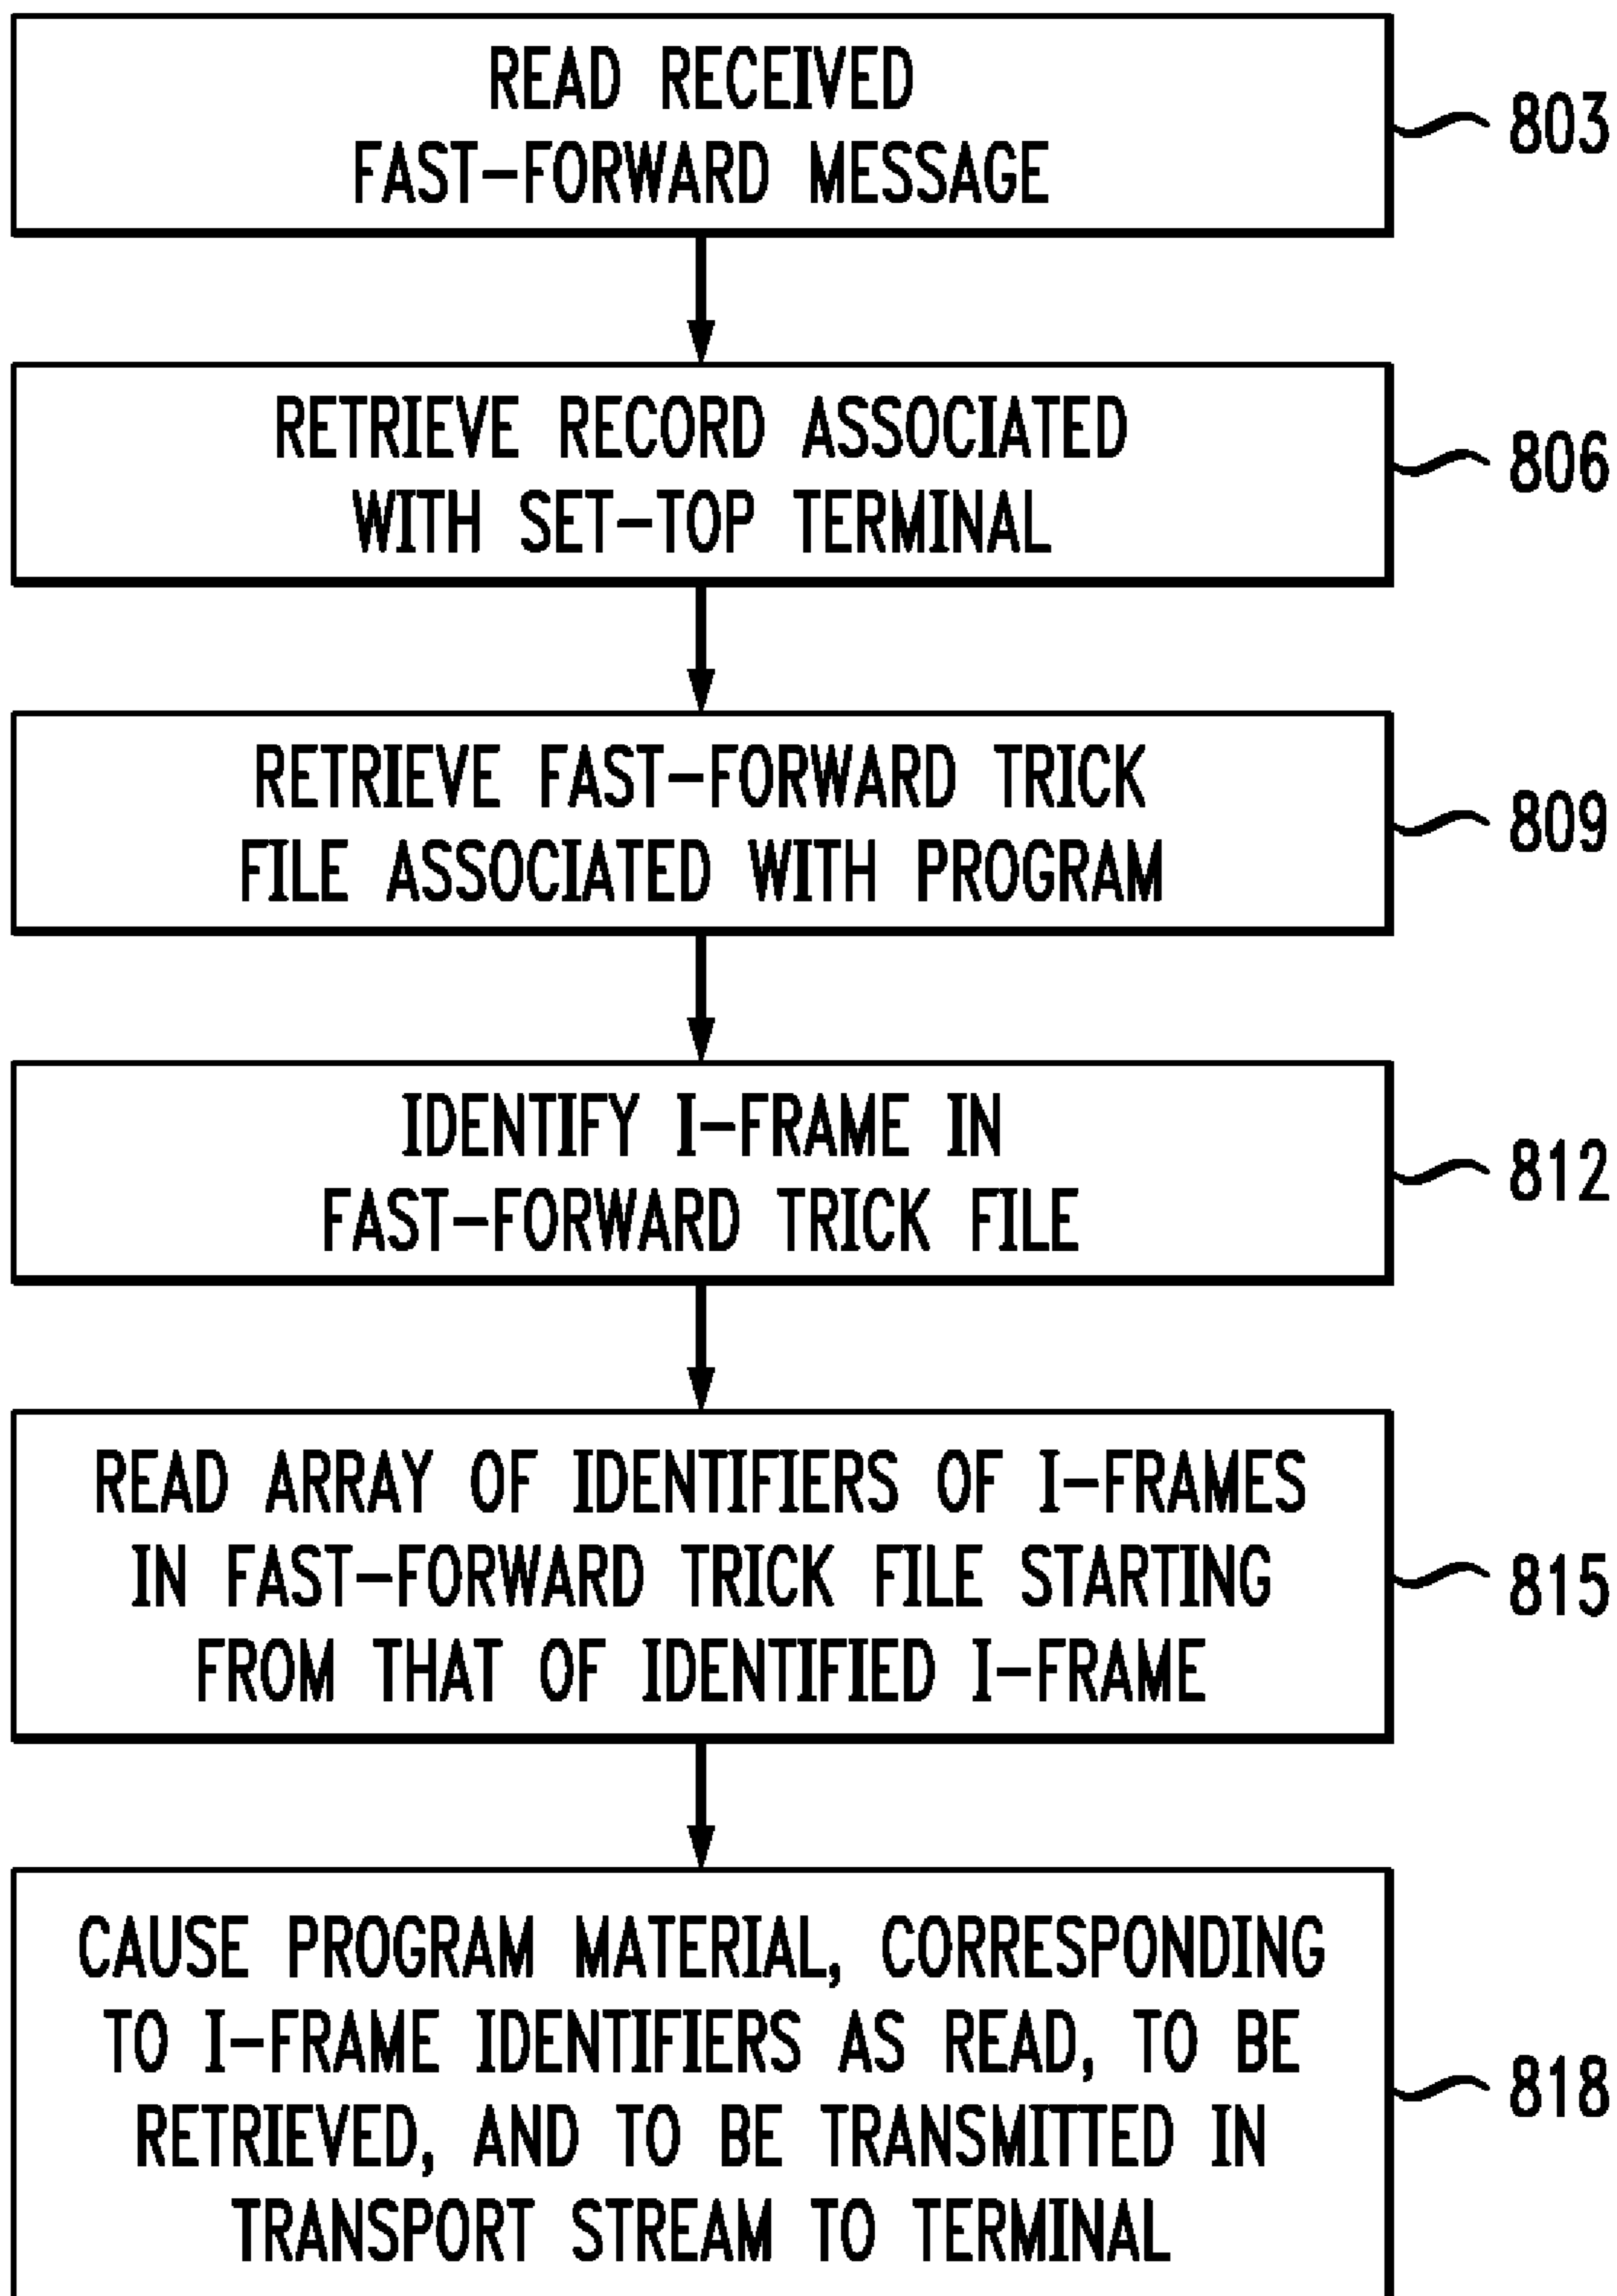 READ RECEIVED
FAST-FORWARD MESSAGE
803
RETRIEVE RECORD ASSOCIATED
WITH SET-TOP TERMINAL
806
RETRIEVE FAST-FORWARD TRICK
FILE ASSOCIATED WITH PROGRAM
809
IDENTIFY I-FRAME IN
FAST-FORWARD TRICK FILE
812
READ ARRAY OF IDENTIFIERS OF I-FRAMES
IN FAST-FORWARD TRICK FILE STARTING
FROM THAT OF IDENTIFIED I-FRAME
815
CAUSE PROGRAM MATERIAL, CORRESPONDING
TO I-FRAME IDENTIFIERS AS READ, TO BE
RETRIEVED, AND TO BE TRANSMITTED IN
TRANSPORT STREAM TO TERMINAL
818